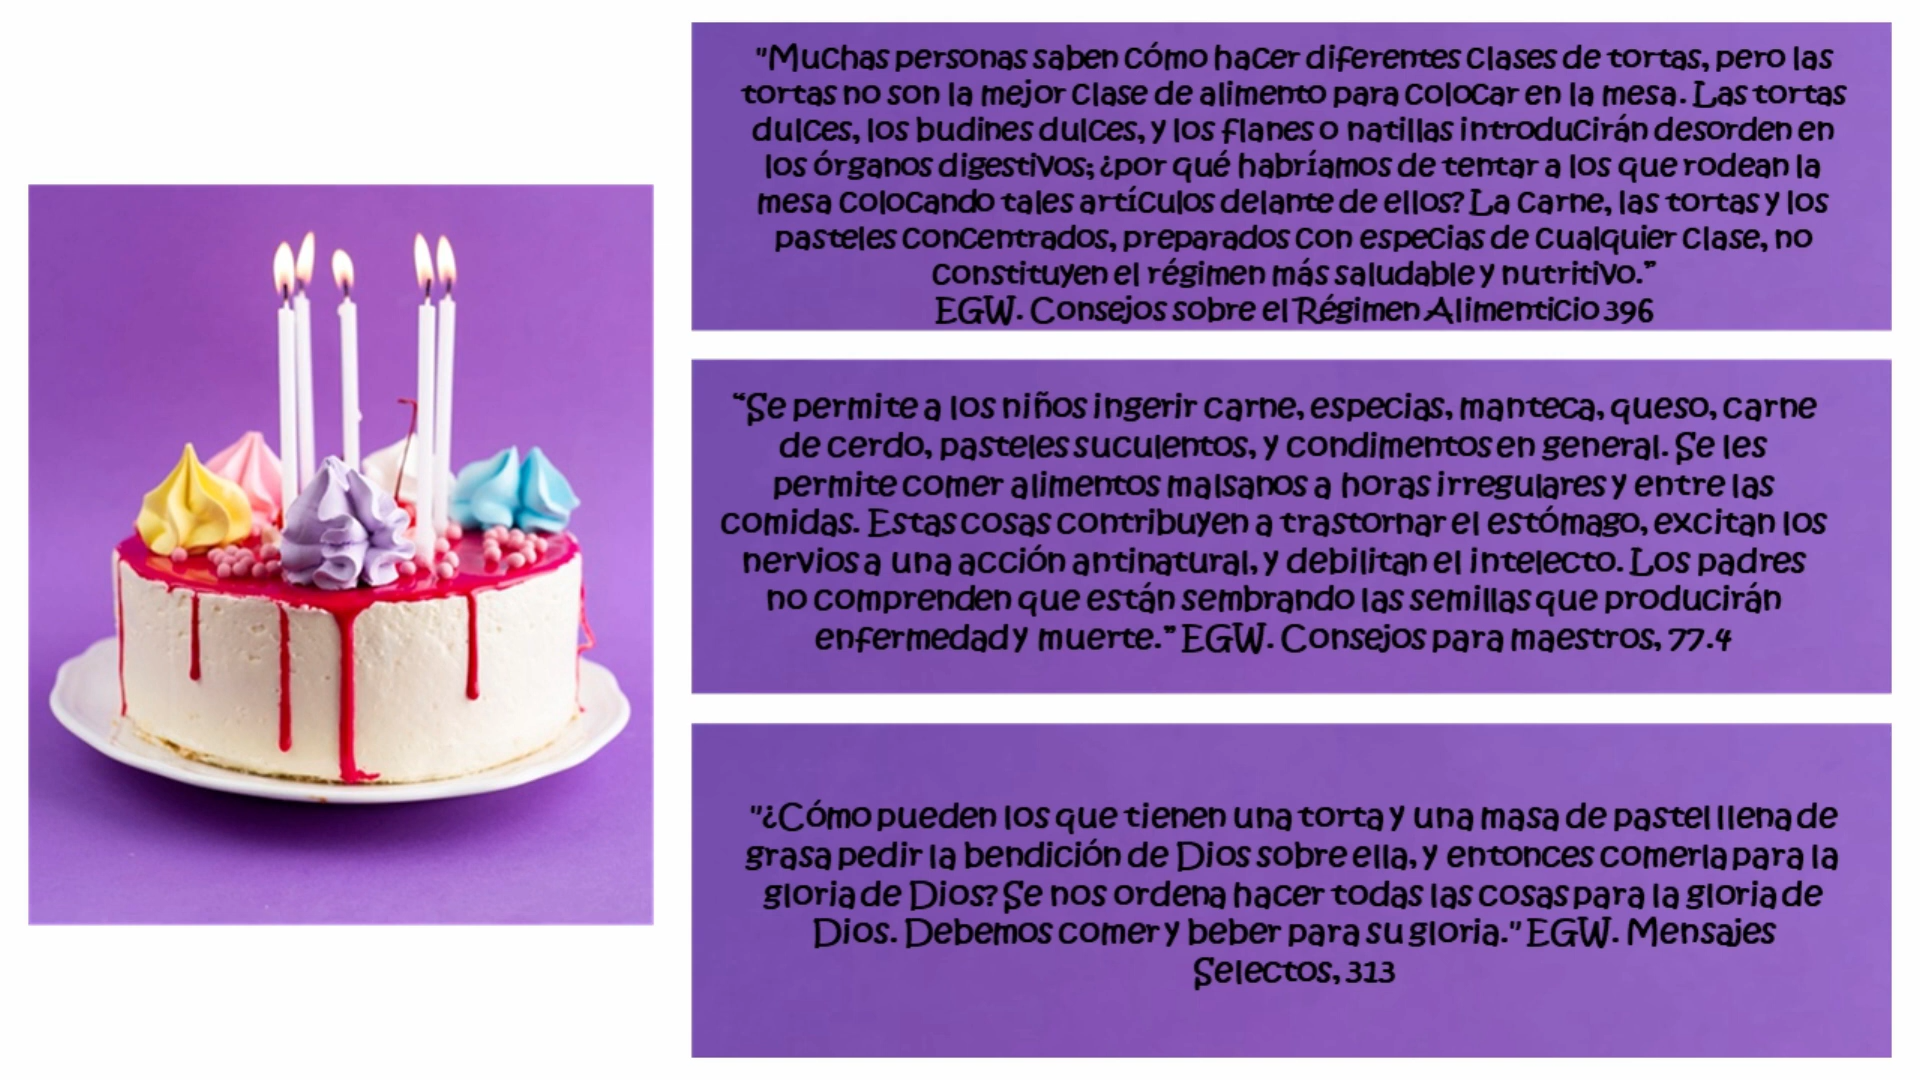 "Muchas personas saben cómo hacer diferentes clases de tortas, pero las
tortas no son la mejor clase de alimento para colocar en la mesa. Las tortas
dulces, los budines dulces, y los flanes o natillas introducirán desorden en
los órganos digestivos; ¿por qué habríamos de tentar a los que rodean la
mesa colocando tales artículos delante de ellos? La carne, las tortas y los
pasteles concentrados, preparados con especias de cualquier clase, no
constituyen el régimen más saludable y nutritivo.”
EGW. Consejos sobre el Régimen Alimenticio 396
“Se permite a los niños ingerir carne, especias, manteca, queso, carne
de cerdo, pasteles suculentos, y condimentos en general. Se les
permite comer alimentos malsanos a horas irregulares y entre las
comidas. Estas cosas contribuyen a trastornar el estómago, excitan los
nervios a una acción antinatural, y debilitan el intelecto. Los padres
no comprenden que están sembrando las semillas que producirán
enfermedad y muerte.” EGW. Consejos para maestros, 77.4
"¿Cómo pueden los que tienen una torta y una masa de pastel llena de
grasa pedir la bendición de Dios sobre ella, y entonces comerla para la
gloria de Dios? Se nos ordena hacer todas las cosas para la gloria de
Dios. Debemos comer y beber para su gloria." EGW. Mensajes
Selectos, 313